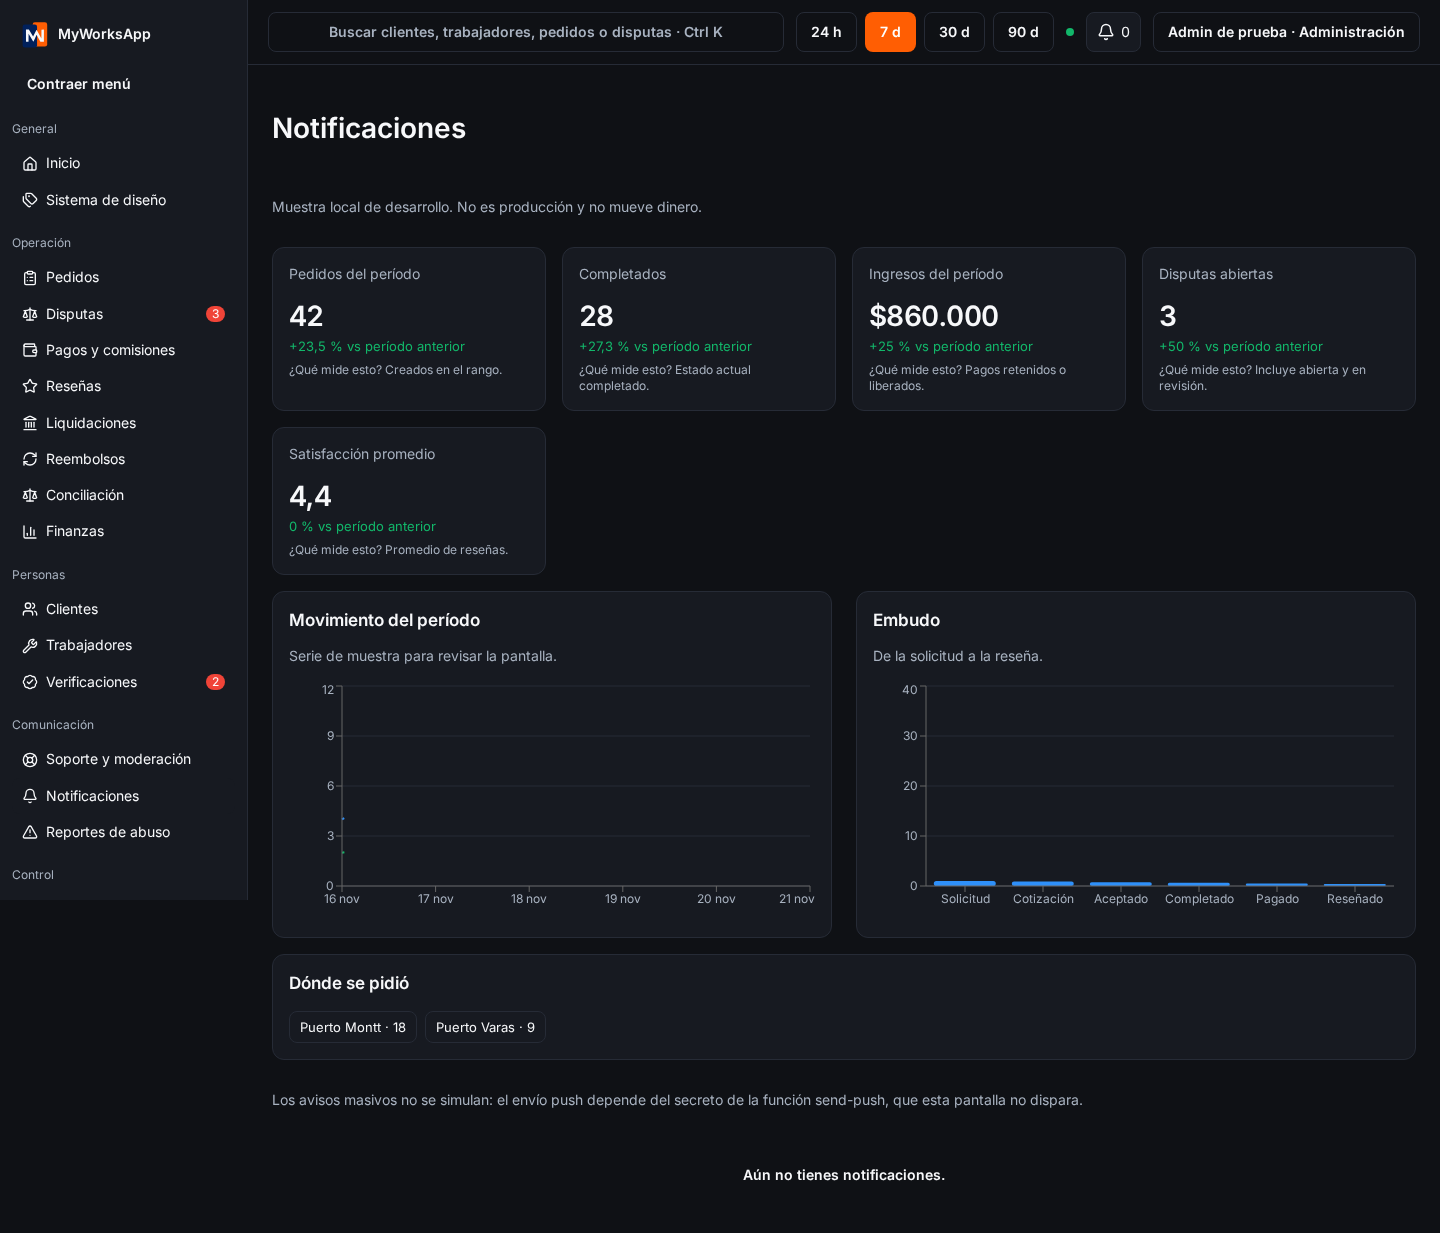 MyWorksApp
Contraer menú
General
Inicio
Sistema de diseño
Operación
Pedidos
Disputas 3
Pagos y comisiones
Reseñas
Liquidaciones
Reembolsos
Conciliación
Finanzas
Personas
Clientes
Trabajadores
Verificaciones 2
Comunicación
Soporte y moderación
Notificaciones
Reportes de abuso
Control
Buscar clientes, trabajadores, pedidos o disputas · Ctrl K
24 h
7 d
30 d
90 d
0
Admin de prueba · Administración
Notificaciones
Muestra local de desarrollo. No es producción y no mueve dinero.
Pedidos del período
42
+23,5 % vs período anterior
¿Qué mide esto? Creados en el rango.
Completados
28
+27,3 % vs período anterior
¿Qué mide esto? Estado actual
completado.
Ingresos del período
$860.000
+25 % vs período anterior
¿Qué mide esto? Pagos retenidos o
liberados.
Disputas abiertas
3
+50 % vs período anterior
¿Qué mide esto? Incluye abierta y en
revisión.
Satisfacción promedio
4,4
0 % vs período anterior
¿Qué mide esto? Promedio de reseñas.
Movimiento del período
Serie de muestra para revisar la pantalla.
12
9
6
3
0
16 nov 17 nov 18 nov 19 nov 20 nov 21 nov
Embudo
De la solicitud a la reseña.
40
30
20
10
0
Solicitud Cotización Aceptado Completado Pagado Reseñado
Dónde se pidió
Puerto Montt · 18
Puerto Varas · 9
Los avisos masivos no se simulan: el envío push depende del secreto de la función send-push, que esta pantalla no dispara.
Aún no tienes notificaciones.